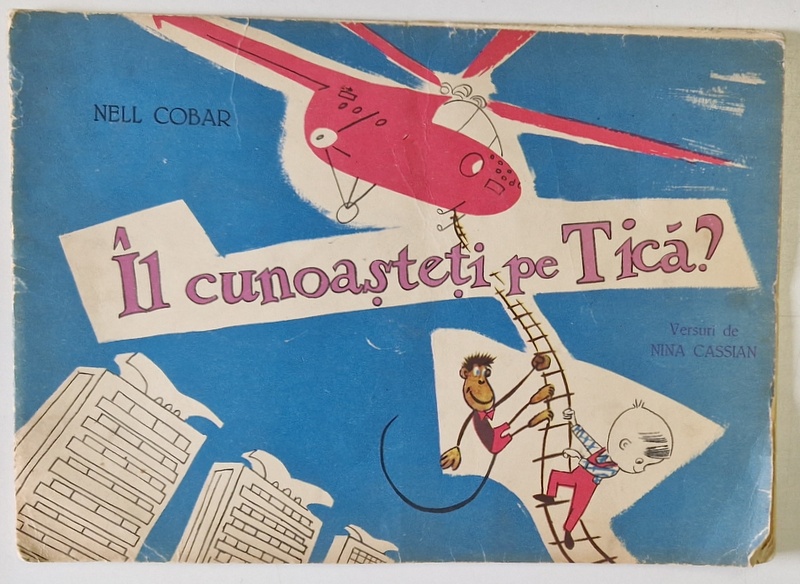 NELL COBAR
Îl cunoașteți pe Tică?
Versuri de
NINA CASSIAN